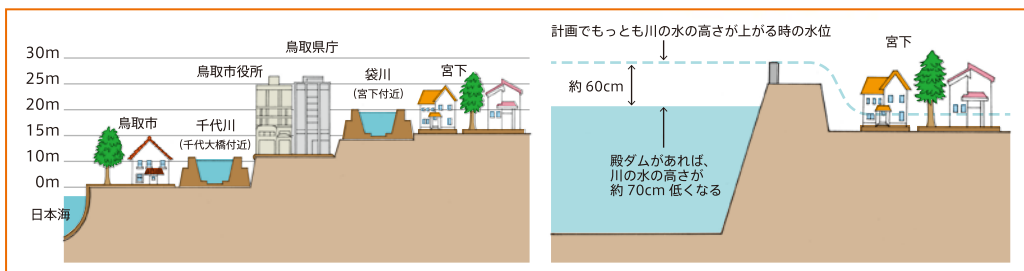 30m
25m
20m
15m
10m
0m
日本海
鳥取市
千代川
(千代大橋付近)
鳥取市役所
鳥取県庁
袋川
(宮下付近)
宮下
計画でもっとも川の水の高さが上がる時の水位
約 60cm
殿ダムがあれば、
川の水の高さが
約 70cm 低くなる
宮下